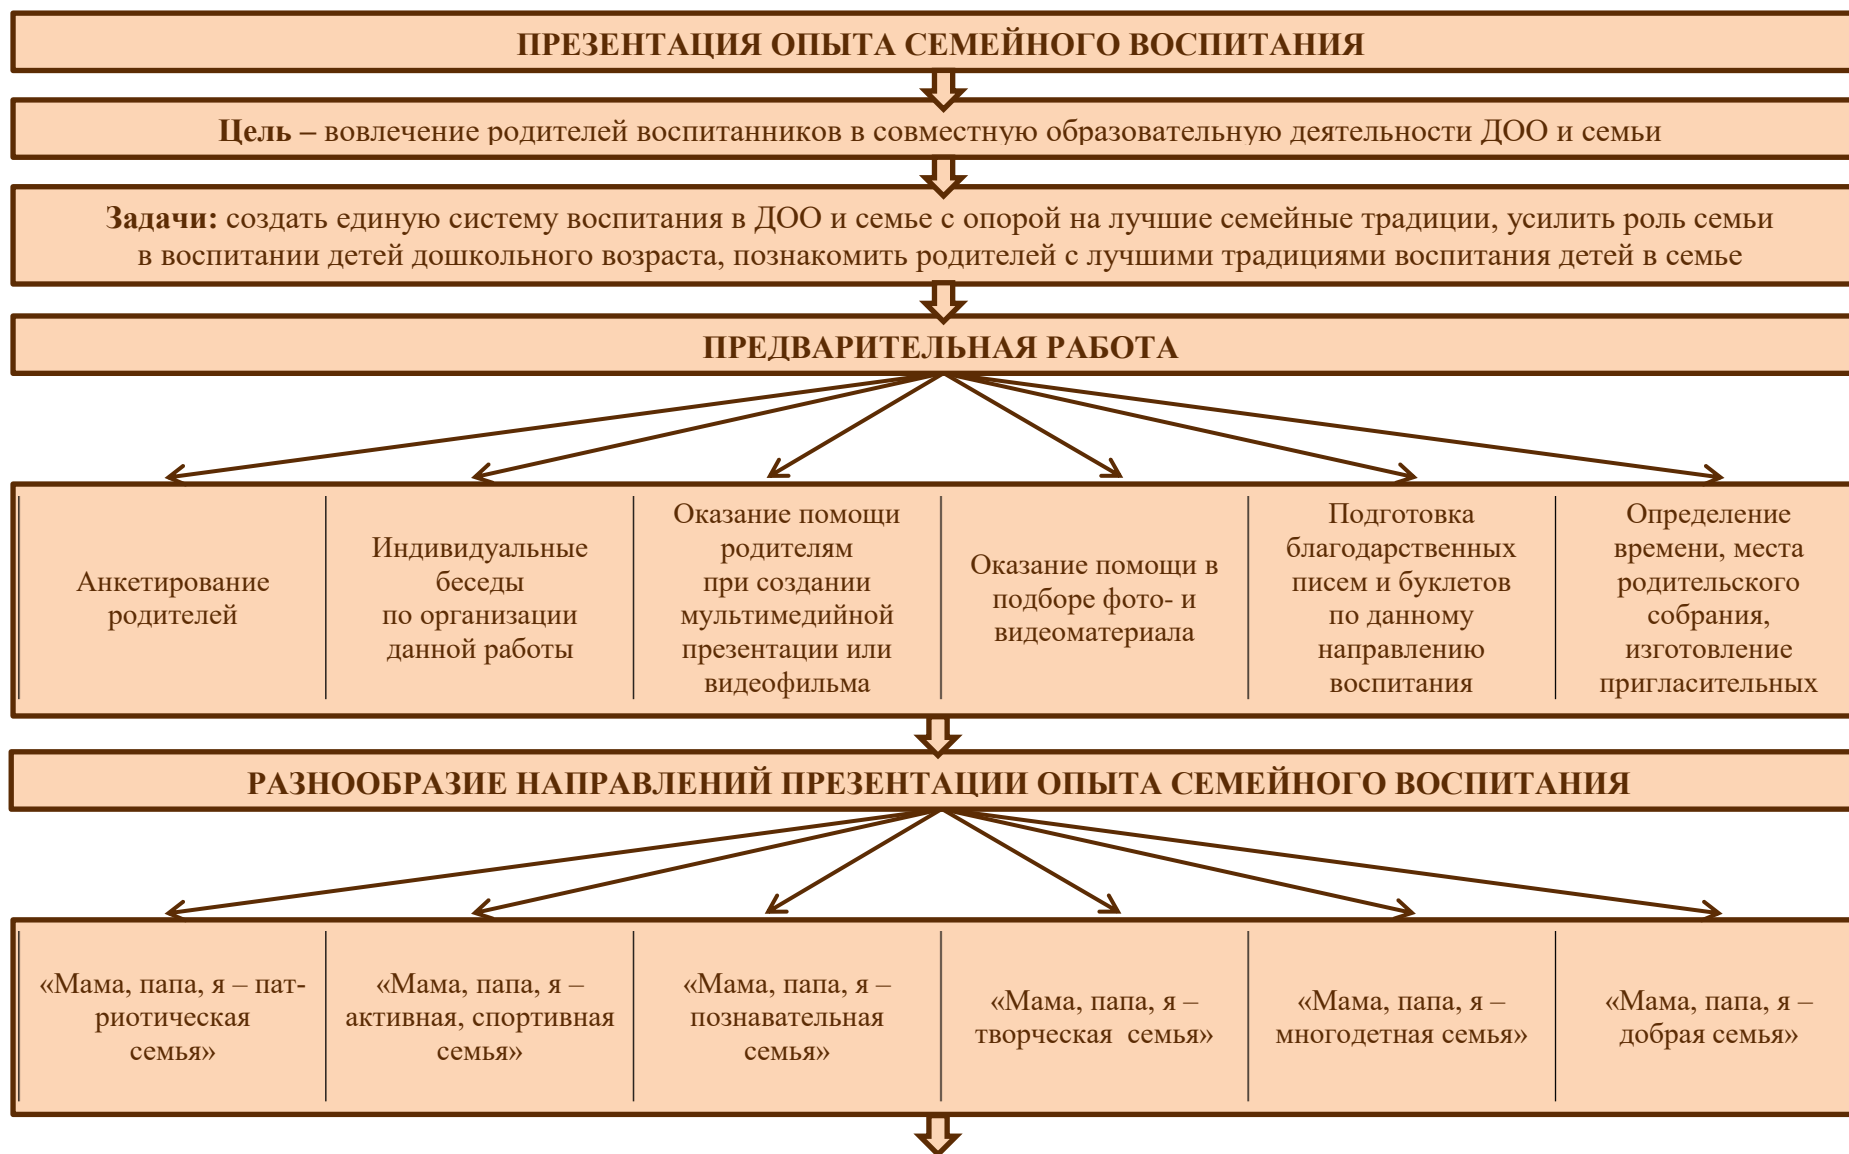 ПРЕЗЕНТАЦИЯ ОПЫТА СЕМЕЙНОГО ВОСПИТАНИЯ
Цель – вовлечение родителей воспитанников в совместную образовательную деятельности ДОО и семьи
Задачи: создать единую систему воспитания в ДОО и семье с опорой на лучшие семейные традиции, усилить роль семьи
в воспитании детей дошкольного возраста, познакомить родителей с лучшими традициями воспитания детей в семье
ПРЕДВАРИТЕЛЬНАЯ РАБОТА
Анкетирование
родителей
Индивидуальные
беседы
по организации
данной работы
Оказание помощи
родителям
при создании
мультимедийной
презентации или
видеофильма
Оказание помощи в
подборе фото- и
видеоматериала
Подготовка
благодарственных
писем и буклетов
по данному
направлению
воспитания
Определение
времени, места
родительского
собрания,
изготовление
пригласительных
РАЗНООБРАЗИЕ НАПРАВЛЕНИЙ ПРЕЗЕНТАЦИИ ОПЫТА СЕМЕЙНОГО ВОСПИТАНИЯ
«Мама, папа, я – пат-
риотическая
семья»
«Мама, папа, я –
активная, спортивная
семья»
«Мама, папа, я –
познавательная
семья»
«Мама, папа, я –
творческая  семья»
«Мама, папа, я –
многодетная семья»
«Мама, папа, я –
добрая семья»